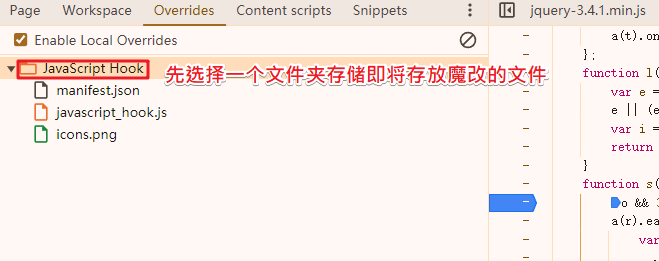 Page Workspace Overrides Content scripts Snippets
jquery-3.4.1.min.js
Enable Local Overrides
JavaScript Hook
先選择一个文件夹存储即将存放魔改的文件
manifest.json
javascript_hook.js
icons.png
a(t).on
};
function l(
var e =
e || (e
var i =
return
}
function s(
o &&
a(r).ea
var